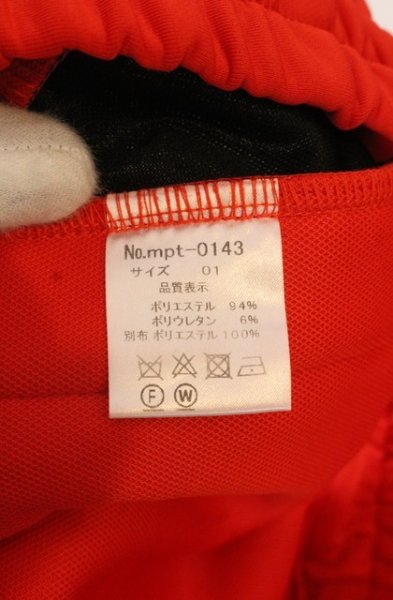 No.mpt-0143
サイズ 01
品質表示
ポリエステル 94%
ポリウレタン 6%
別布 ポリエステル 100%
F W